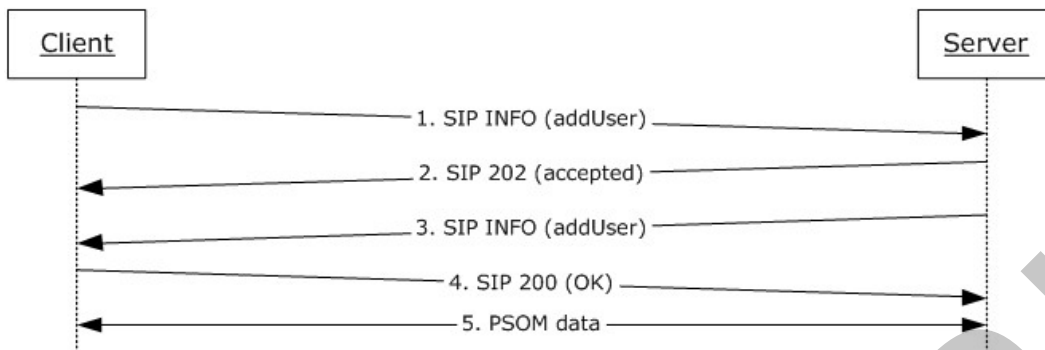 Client
Server
1. SIP INFO (addUser)
2. SIP 202 (accepted)
3. SIP INFO (addUser)
4. SIP 200 (OK)
5. PSOM data